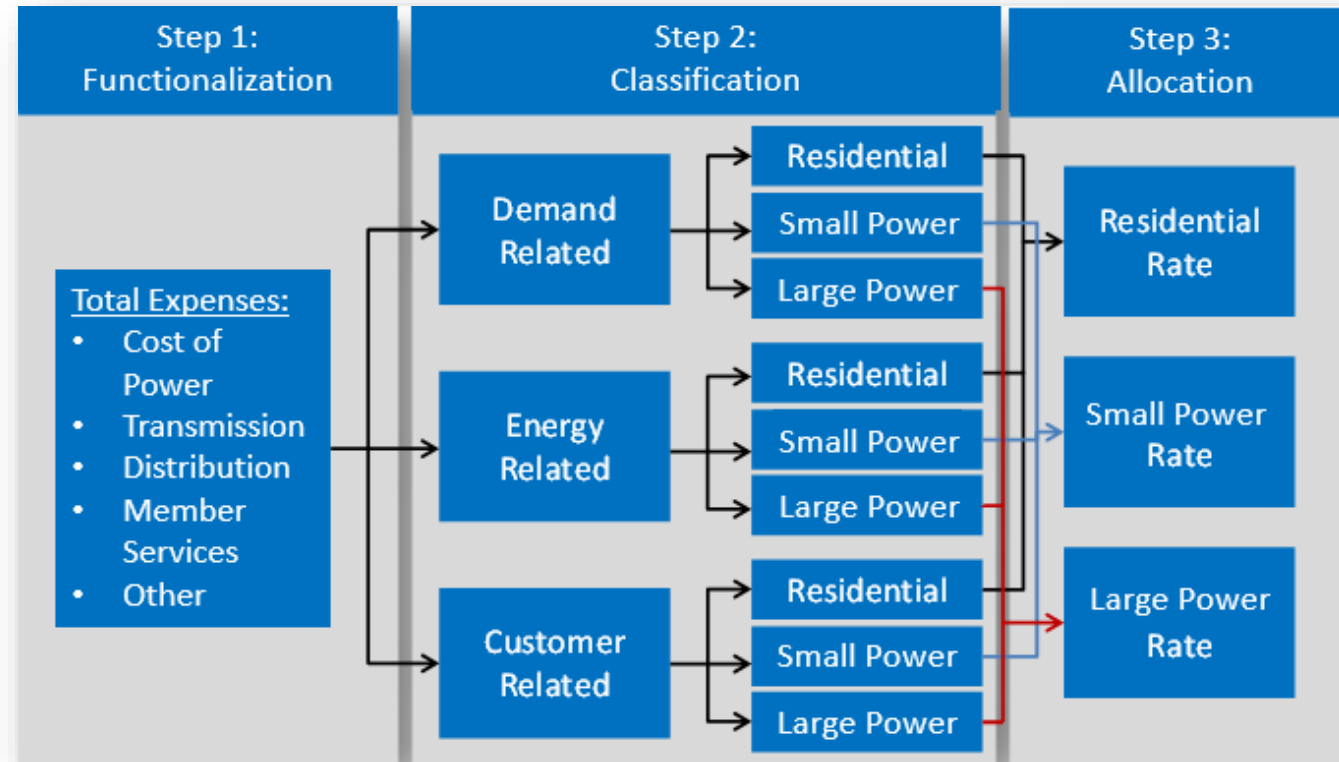 Step 1:
Functionalization
Step 2:
Classification
Step 3:
Allocation
Total Expenses:
• Cost of
Power
• Transmission
• Distribution
• Member
Services
• Other
Demand
Related
Residential
Small Power
Large Power
Energy
Related
Residential
Small Power
Large Power
Customer
Related
Residential
Small Power
Large Power
Residential
Rate
Small Power
Rate
Large Power
Rate